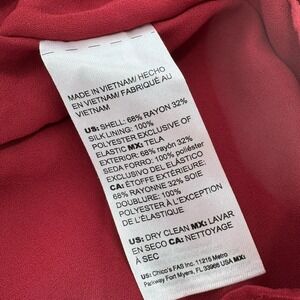 MADE IN VIETNAM/ HECHO
EN VIETNAM/ FABRIQUÉ AU
VIETNAM
US: SHELL: 68% RAYON 32%
SILK LINING: 100%
POLYESTER EXCLUSIVE OF
ELASTIC MX: TELA
EXTERIOR: 68% rayón 32%
SEDA FORRO: 100% poliéster
EXCLUSIVO DEL ELÁSTICO
CA: ÉTOFFE EXTÉRIEURE:
68% RAYONNE 32% SOIE
DOUBLURE: 100%
POLYESTER À L'EXCEPTION
DE L'ÉLASTIQUE
US: DRY CLEAN MX: LAVAR
EN SECO CA: NETTOYAGE
À SEC
US: Chico's FAS Inc. 11215 Metro
Parkway Fort Myers, FL 33966 USA MX: